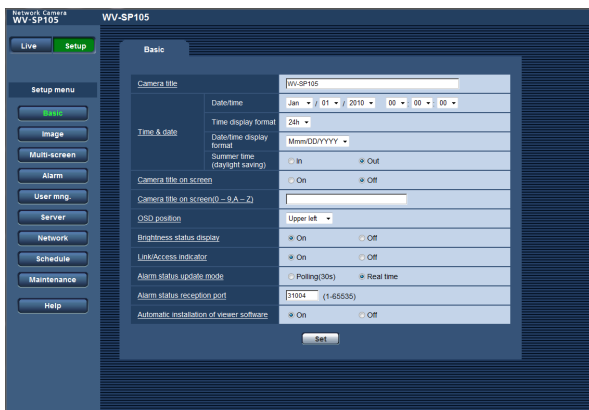 Network Camera
WV-SP105
WV-SP105
Live
Setup
Basic
Setup menu
Basic
Image
Multi-screen
Alarm
User mng.
Server
Network
Schedule
Maintenance
Help
Camera title
WV-SP105
Time & date
Date/time
Jan / 01 / 2010 00 : 00 : 00
Time display format
24h
Date/time display format
Mmm/DD/YYYY
Summer time (daylight saving)
In
Out
Camera title on screen
On
Off
Camera title on screen(0 – 9,A – Z)
OSD position
Upper left
Brightness status display
On
Off
Link/Access indicator
On
Off
Alarm status update mode
Polling(30s)
Real time
Alarm status reception port
31004 (1-65535)
Automatic installation of viewer software
On
Off
Set